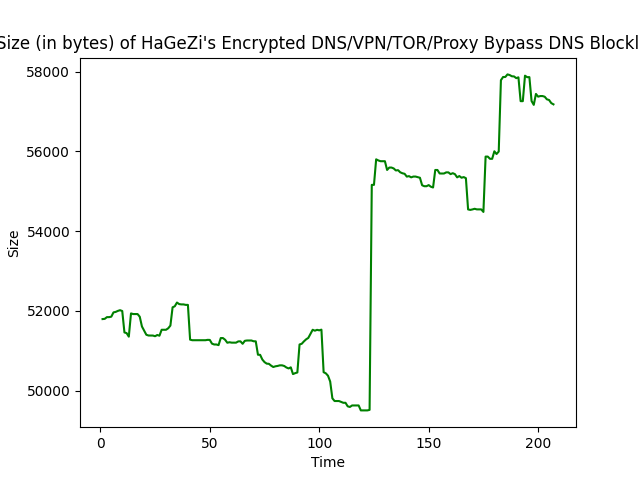 Size (in bytes) of HaGeZi's Encrypted DNS/VPN/TOR/Proxy Bypass DNS Blockl
58000
56000
54000
52000
50000
Size
0 50 100 150 200
Time